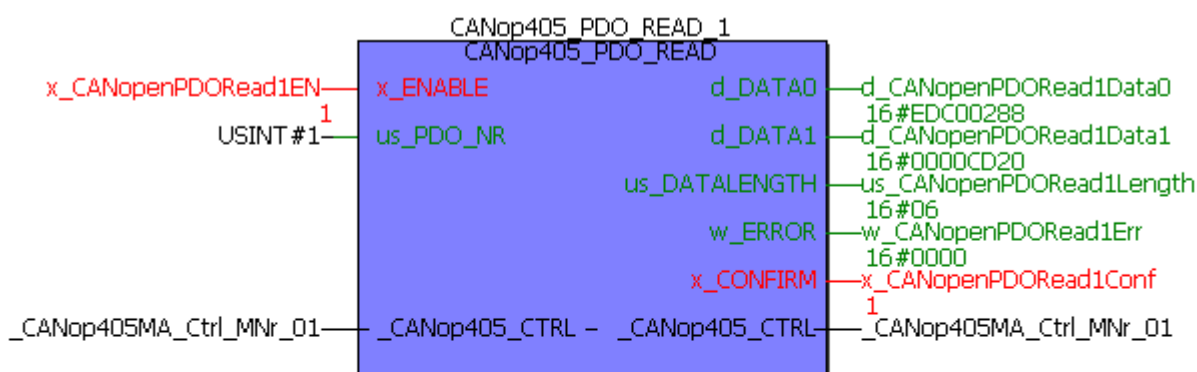 CANop405_PDO_READ_1
CANop405_PDO_READ
x_CANopenPDORead1EN x_ENABLE d_DATA0 d_CANopenPDORead1Data0
1 16#EDC00288
USINT#1 us_PDO_NR d_DATA1 d_CANopenPDORead1Data1
16#0000CD20
us_DATALENGTH us_CANopenPDORead1Length
16#06
w_ERROR w_CANopenPDORead1Err
16#0000
x_CONFIRM x_CANopenPDORead1Conf
1
_CANop405MA_Ctrl_MNr_01 _CANop405_CTRL – _CANop405_CTRL _CANop405MA_Ctrl_MNr_01